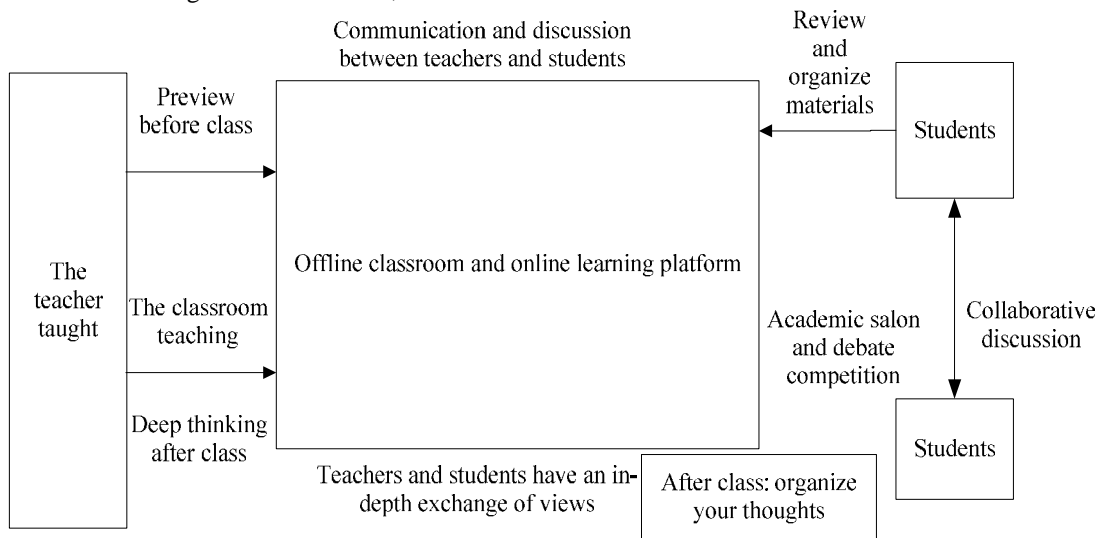 Communication and discussion
between teachers and students
Review
and
organize
materials
Preview
before class
Students
The
teacher
taught
Offline classroom and online learning platform
The classroom
teaching
Academic salon
and debate
competition
Collaborative
discussion
Deep thinking
after class
Students
Teachers and students have an in-
depth exchange of views
After class: organize
your thoughts